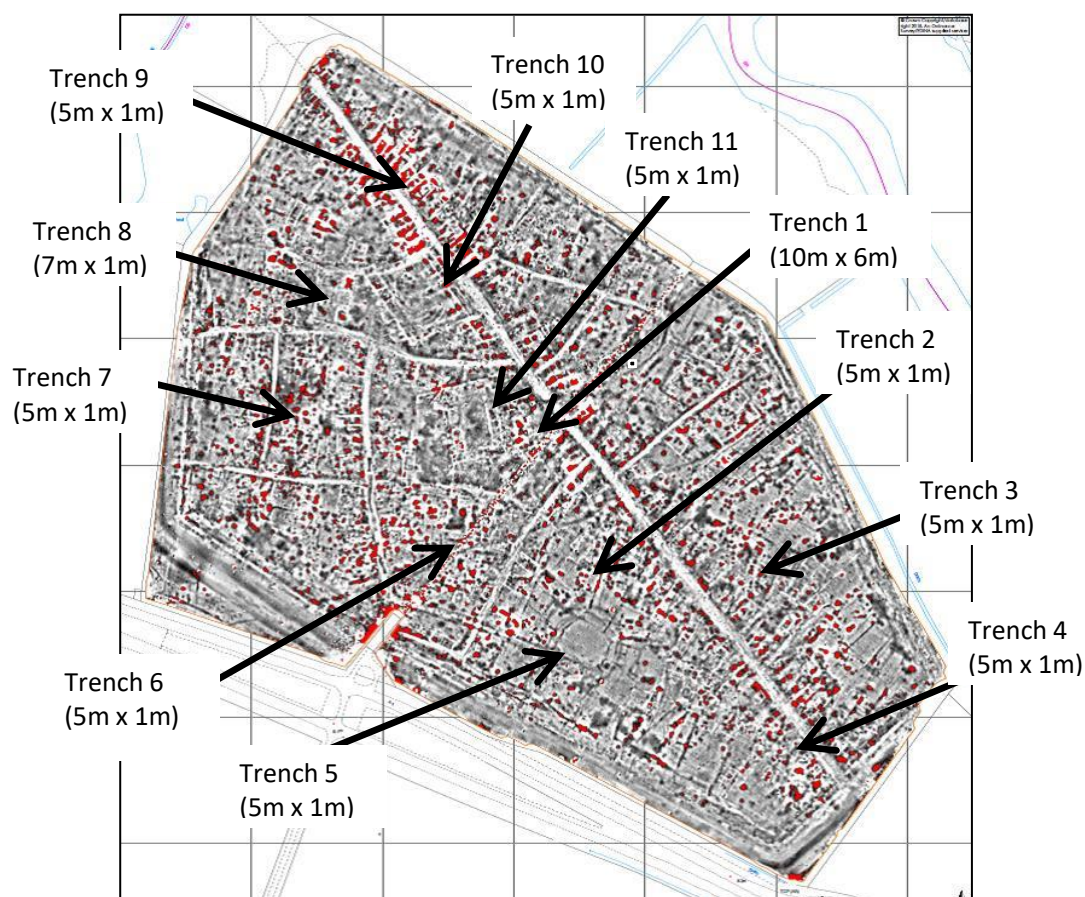 Trench 9
(5m x 1m)
Trench 10
(5m x 1m)
Trench 11
(5m x 1m)
Trench 1
(10m x 6m)
Trench 8
(7m x 1m)
Trench 2
(5m x 1m)
Trench 7
(5m x 1m)
Trench 3
(5m x 1m)
Trench 4
(5m x 1m)
Trench 6
(5m x 1m)
Trench 5
(5m x 1m)